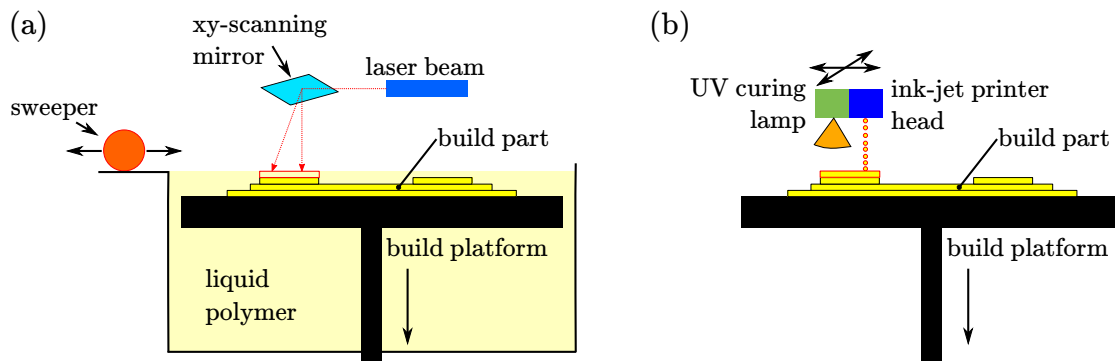 (a)
xy-scanning
mirror
laser beam
sweeper
build part
build platform
liquid
polymer
(b)
UV curing
lamp
ink-jet printer
head
build part
build platform